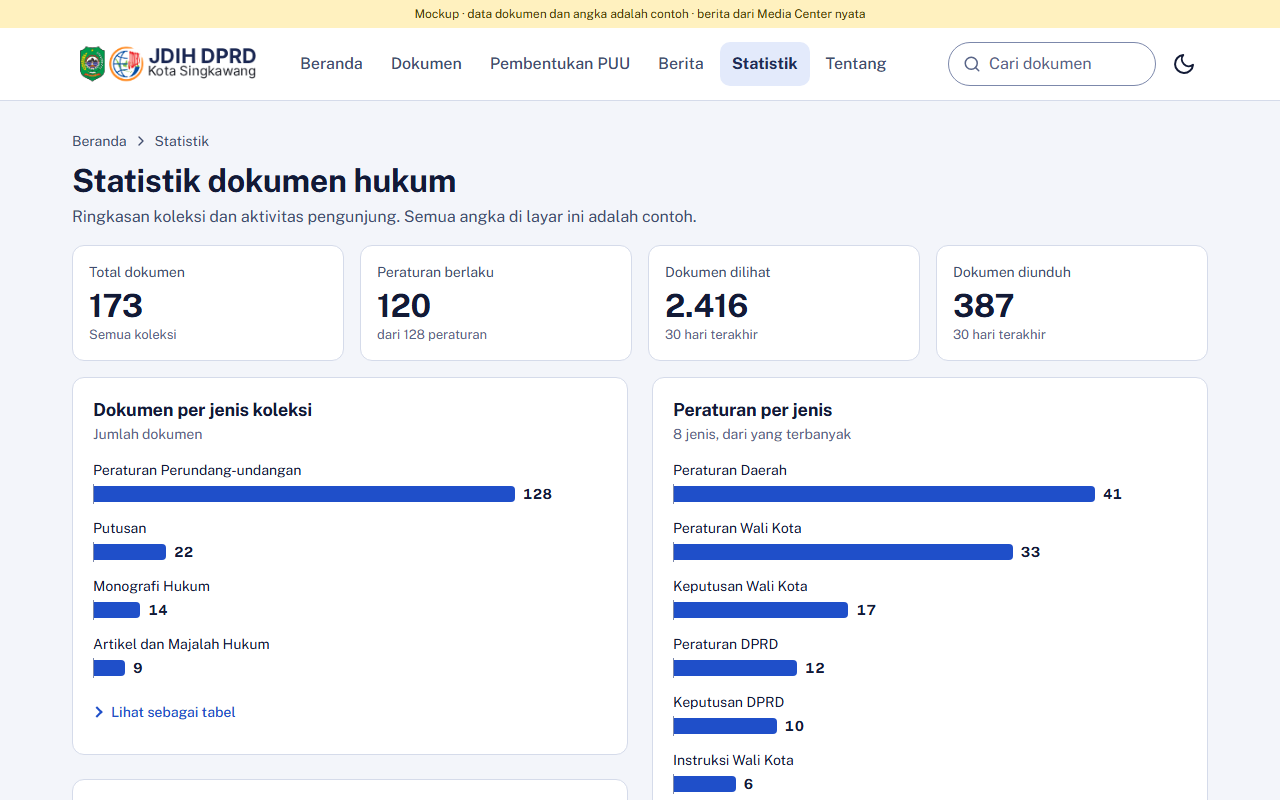 Mockup · data dokumen dan angka adalah contoh · berita dari Media Center nyata
JDIH DPRD
Kota Singkawang
Beranda
Dokumen
Pembentukan PUU
Berita
Statistik
Tentang
Cari dokumen
Beranda > Statistik
Statistik dokumen hukum
Ringkasan koleksi dan aktivitas pengunjung. Semua angka di layar ini adalah contoh.
Total dokumen
173
Semua koleksi
Peraturan berlaku
120
dari 128 peraturan
Dokumen dilihat
2.416
30 hari terakhir
Dokumen diunduh
387
30 hari terakhir
Dokumen per jenis koleksi
Jumlah dokumen
Peraturan Perundang-undangan
128
Putusan
22
Monografi Hukum
14
Artikel dan Majalah Hukum
9
Lihat sebagai tabel
Peraturan per jenis
8 jenis, dari yang terbanyak
Peraturan Daerah
41
Peraturan Wali Kota
33
Keputusan Wali Kota
17
Peraturan DPRD
12
Keputusan DPRD
10
Instruksi Wali Kota
6